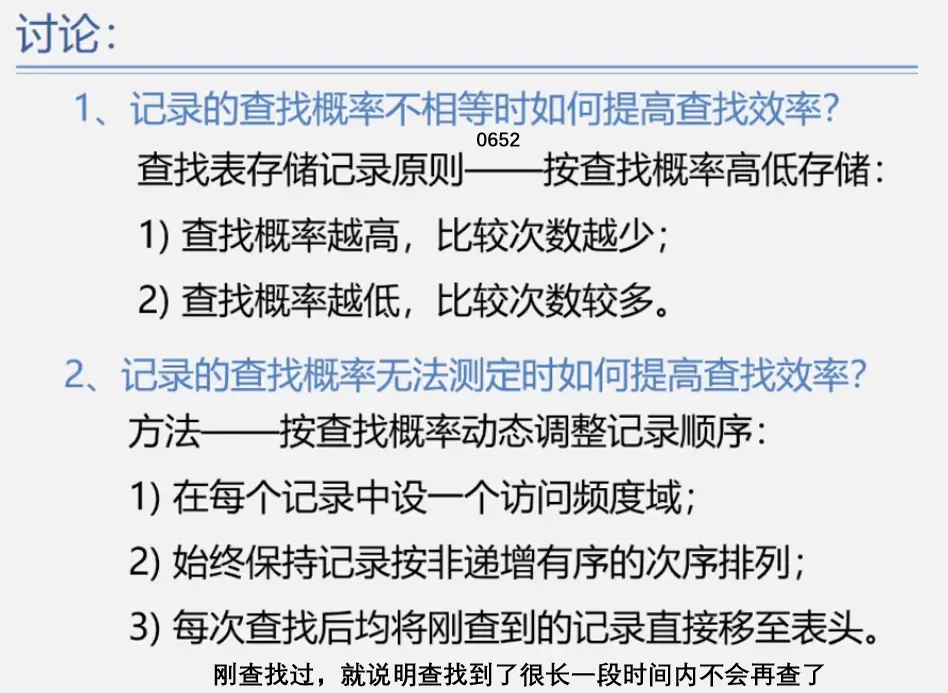 讨论：
1、记录的查找概率不相等时如何提高查找效率？
0652
查找表存储记录原则——按查找概率高低存储：
1) 查找概率越高，比较次数越少；
2) 查找概率越低，比较次数较多。
2、记录的查找概率无法测定时如何提高查找效率？
方法——按查找概率动态调整记录顺序：
1) 在每个记录中设一个访问频度域；
2) 始终保持记录按非递增有序的次序排列；
3) 每次查找后均将刚查到的记录直接移至表头。
刚查找过，就说明查找到了很长一段时间内不会再查了